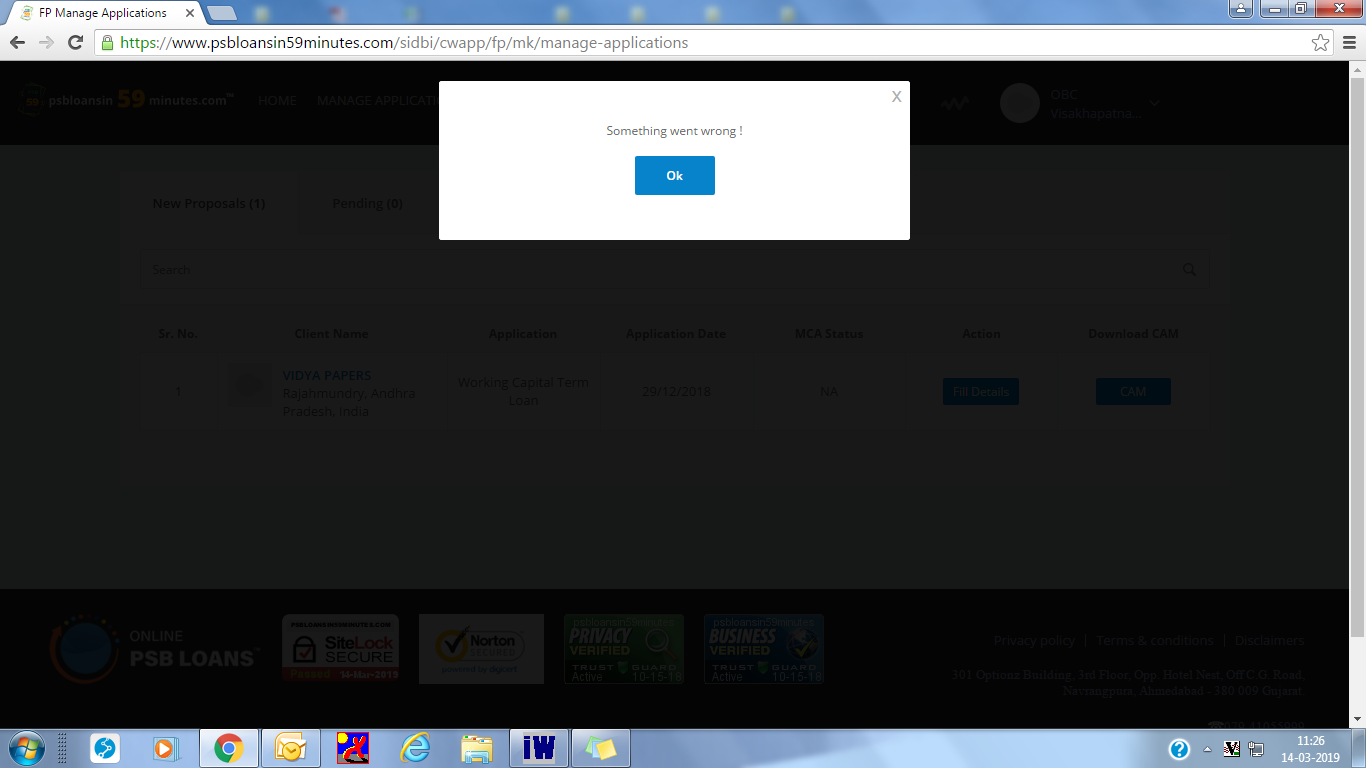 FP Manage Applications
https://www.psbloansin59minutes.com/sidbi/cwapp/fp/mk/manage-applications
psbloansin 59 minutes.com™ HOME MANAGE APPLICATI OBC
Visakhapatna...
X
Something went wrong !
Ok
New Proposals (1) Pending (0)
Search
Sr. No. Client Name Application Application Date MCA Status Action Download CAM
1 VIDYA PAPERS Rajahmundry, Andhra Pradesh, India Working Capital Term Loan 29/12/2018 NA Fill Details CAM
ONLINE
PSB LOANS™
PSBLOANSIN59MINUTES.COM
SiteLock
SECURE
Passed 14-Mar-2019
Norton
SECURED
powered by digicert
psbloansin59minutes
PRIVACY
VERIFIED
TRUST GUARD
Active 10-15-18
psbloansin59minutes
BUSINESS
VERIFIED
TRUST GUARD
Active 10-15-18
Privacy policy | Terms & conditions | Disclaimers
301 Optionz Building, 3rd Floor, Opp. Hotel Nest, Off C.G. Road,
Navrangpura, Ahmedabad - 380 009 Gujarat.
☎079-41055999
iW
11:26
14-03-2019